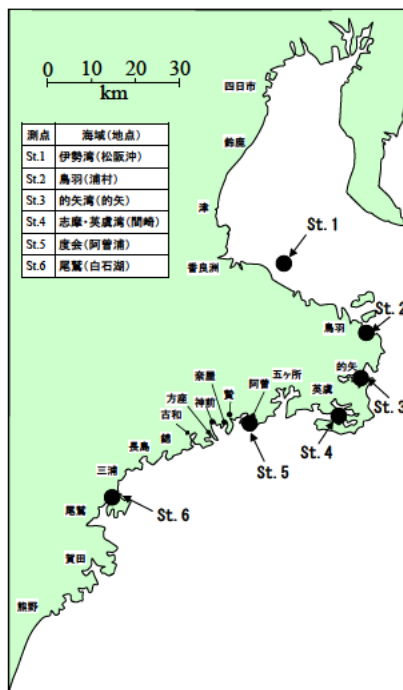 0 10 20 30
km
四日市
鈴鹿
津
香良洲
測点 海域(地点)
St.1 伊勢湾(松阪沖)
St.2 鳥羽(浦村)
St.3 的矢湾(的矢)
St.4 志摩・英虞湾(間崎)
St.5 度会(阿曽浦)
St.6 尾鷲(白石湖)
St. 1
St. 2
鳥羽
的矢
St. 3
五ヶ所
英虞
St. 4
阿曽
贄
奈屋
神前
方座
古和
錦
長島
St. 5
三浦
尾鷲
St. 6
賀田
熊野